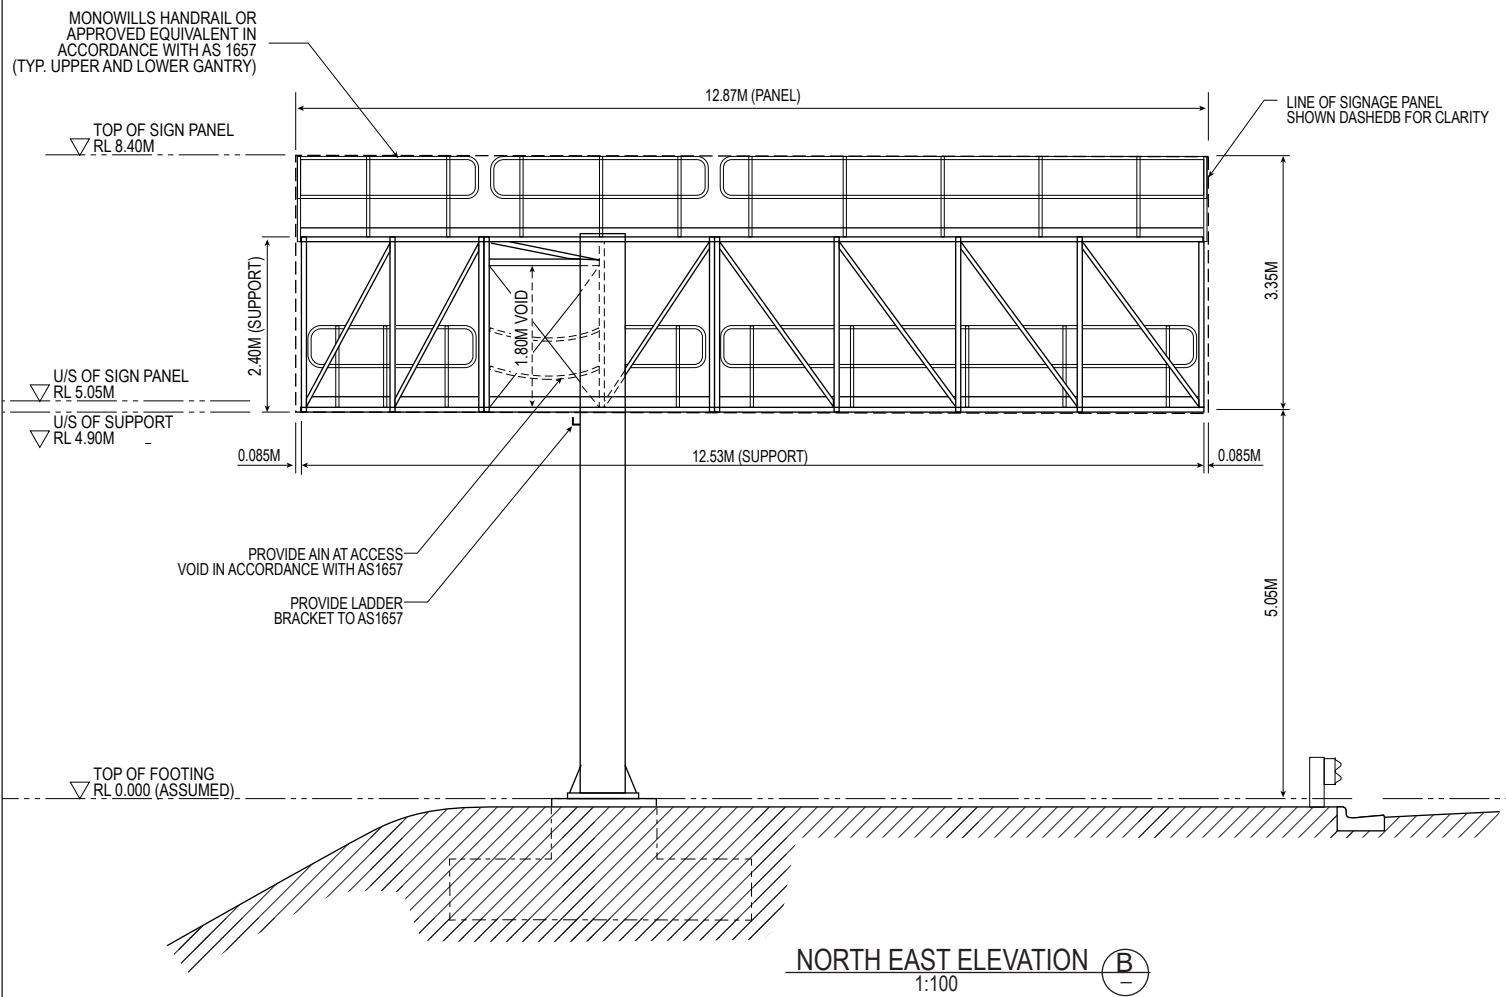 MONOWILLS HANDRAIL OR
APPROVED EQUIVALENT IN
ACCORDANCE WITH AS 1657
(TYP. UPPER AND LOWER GANTRY)
12.87M (PANEL)
LINE OF SIGNAGE PANEL
SHOWN DASHEDB FOR CLARITY
TOP OF SIGN PANEL
RL 8.40M
3.35M
2.40M (SUPPORT)
1.80M VOID
U/S OF SIGN PANEL
RL 5.05M
U/S OF SUPPORT
RL 4.90M
0.085M
12.53M (SUPPORT)
0.085M
PROVIDE AIN AT ACCESS
VOID IN ACCORDANCE WITH AS1657
PROVIDE LADDER
BRACKET TO AS1657
5.05M
TOP OF FOOTING
RL 0.000 (ASSUMED)
NORTH EAST ELEVATION
1:100
B
–